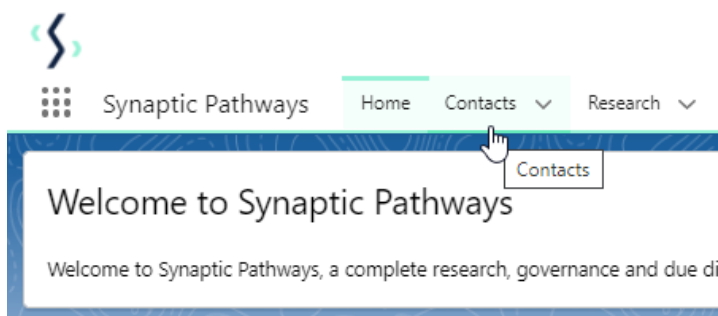 Synaptic Pathways Home Contacts Research
Contacts
Welcome to Synaptic Pathways
Welcome to Synaptic Pathways, a complete research, governance and due